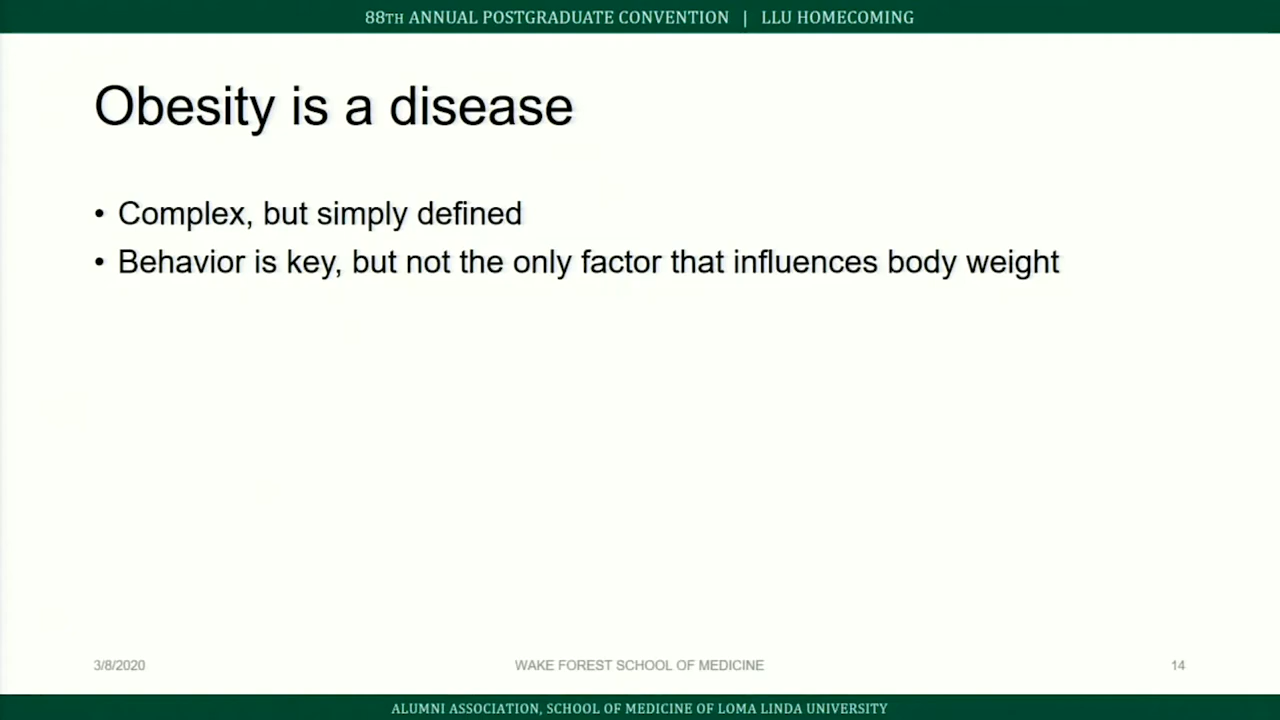 88TH ANNUAL POSTGRADUATE CONVENTION | LLU HOMECOMING
Obesity is a disease
• Complex, but simply defined
• Behavior is key, but not the only factor that influences body weight
3/8/2020
WAKE FOREST SCHOOL OF MEDICINE
14
ALUMNI ASSOCIATION, SCHOOL OF MEDICINE OF LOMA LINDA UNIVERSITY